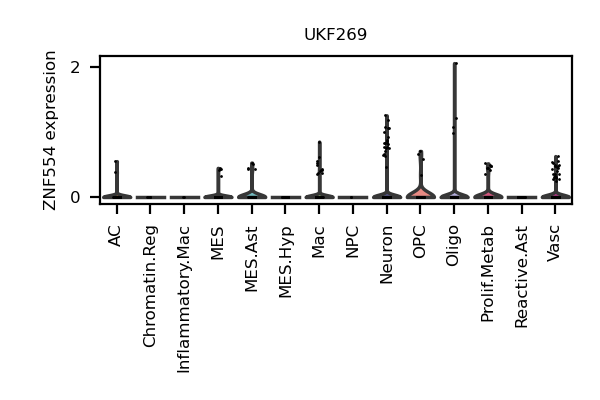 UKF269
ZNF554 expression
2
0
AC
Chromatin.Reg
Inflammatory.Mac
MES
MES.Ast
MES.Hyp
Mac
NPC
Neuron
OPC
Oligo
Prolif.Metab
Reactive.Ast
Vasc